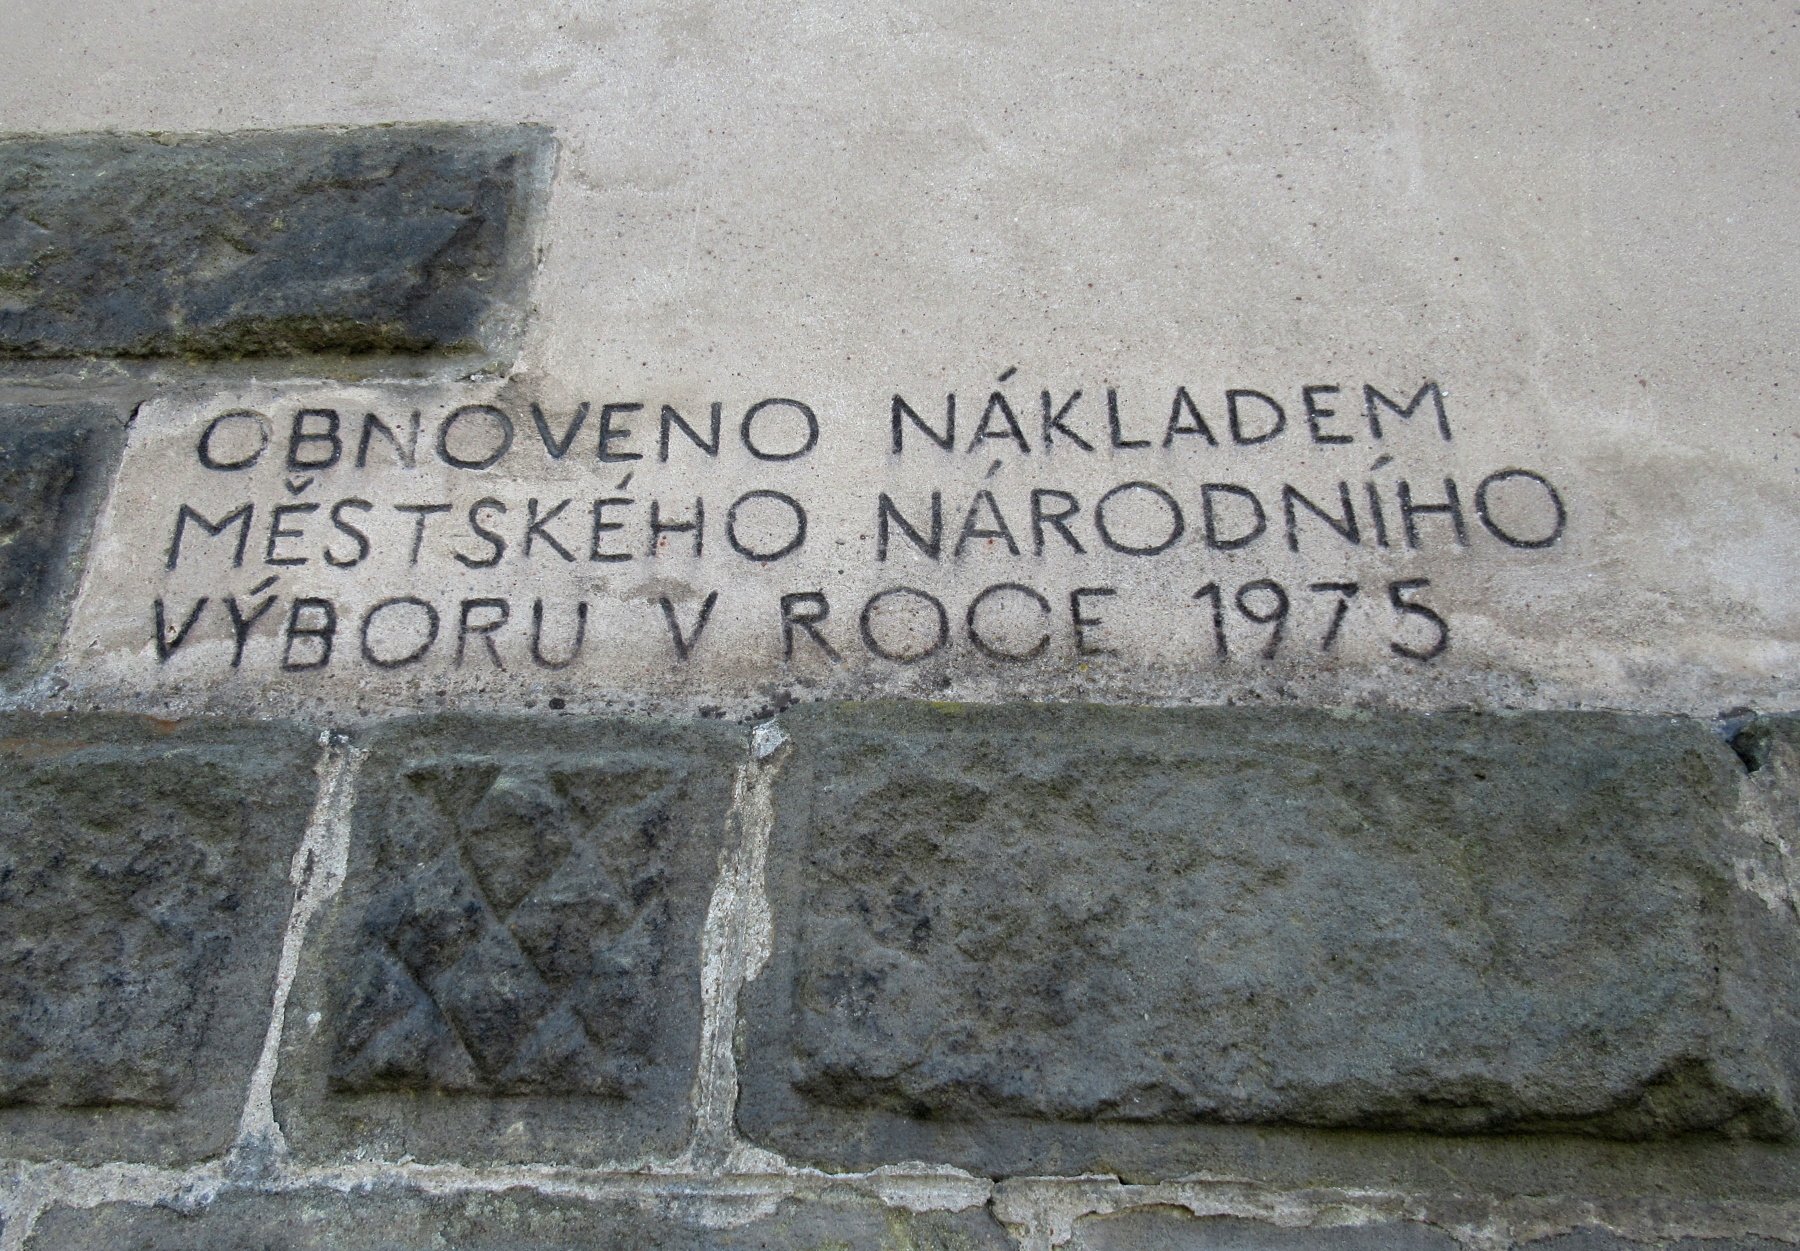 OBNOVENO NÁKLADEM
MĚSTSKÉHO NÁRODNÍHO
VÝBORU V ROCE 1975